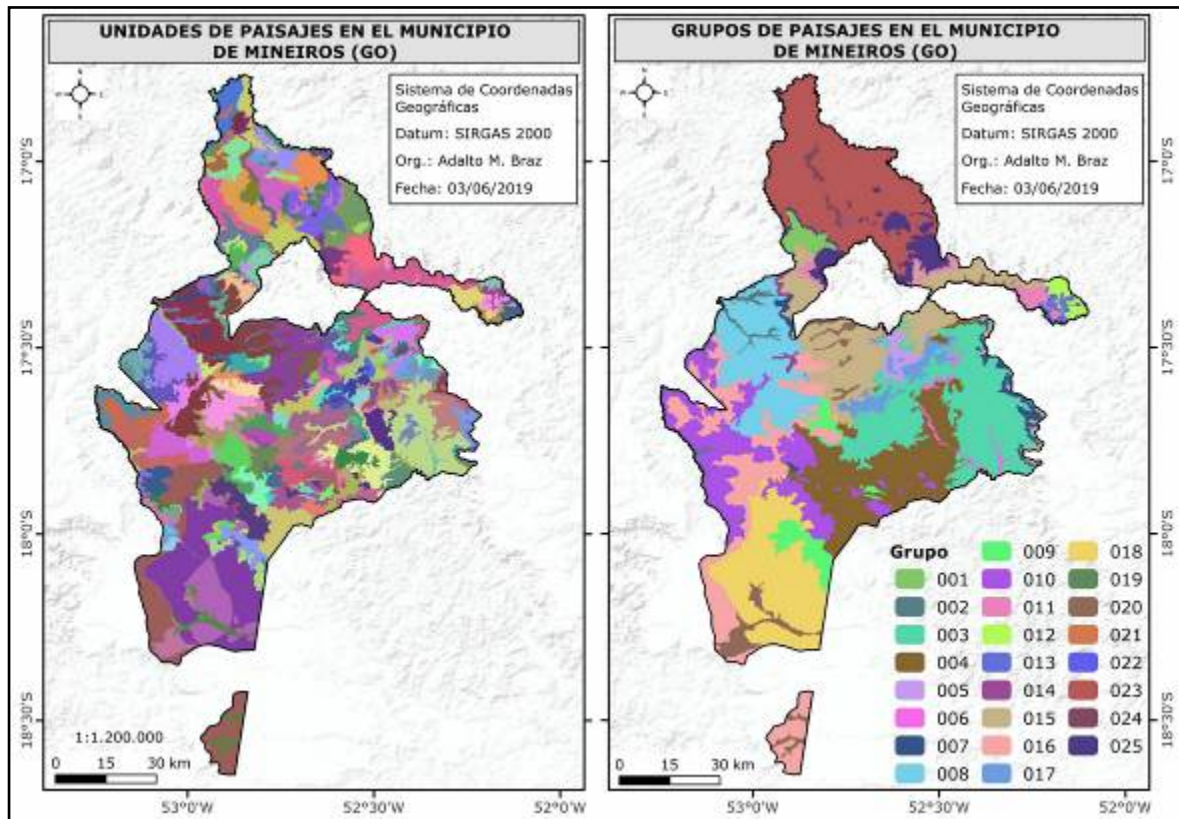 UNIDADES DE PAISAJES EN EL MUNICIPIO
DE MINEIROS (GO)
Sistema de Coordenadas
Geográficas
Datum: SIRGAS 2000
Org.: Adalto M. Braz
Fecha: 03/06/2019
17°0'S
17°30'S
18°0'S
1:1.200.000
0 15 30 km
53°0'W
52°30'W
52°0'W
GRUPOS DE PAISAJES EN EL MUNICIPIO
DE MINEIROS (GO)
Sistema de Coordenadas
Geográficas
Datum: SIRGAS 2000
Org.: Adalto M. Braz
Fecha: 03/06/2019
17°0'S
17°30'S
18°0'S
18°30'S
Grupo
001
002
003
004
005
006
007
008
009
010
011
012
013
014
015
016
017
018
019
020
021
022
023
024
025
0 15 30 km
53°0'W
52°30'W
52°0'W
18°30'S